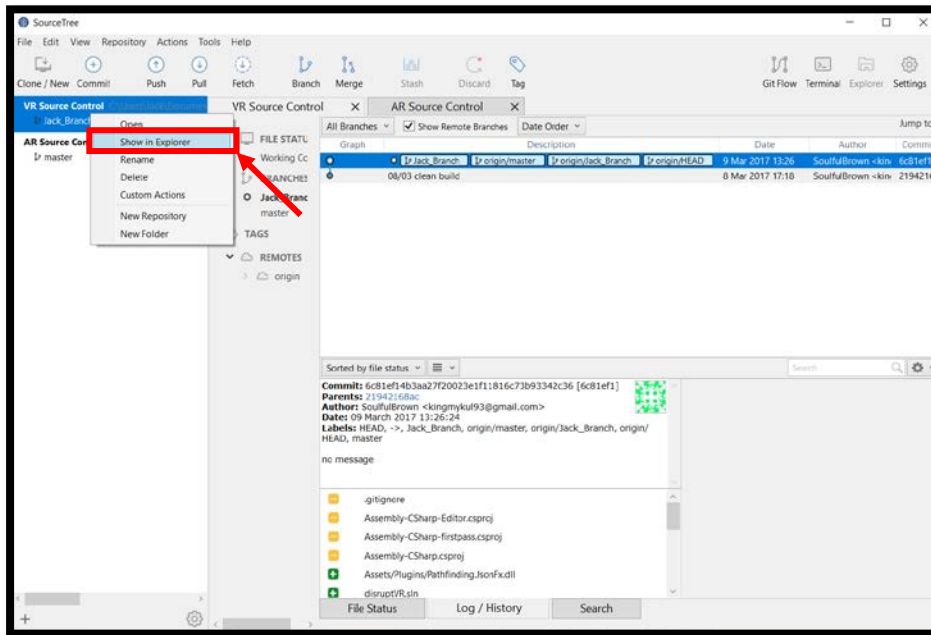 SourceTree
File Edit View Repository Actions Tools Help
Clone / New Commit Push Pull Fetch Branch Merge Stash Discard Tag Git Flow Terminal Explorer Settings
VR Source Control
Jack_Branch
AR Source Con
master
Open
Show in Explorer
Rename
Delete
Custom Actions
New Repository
New Folder
VR Source Control AR Source Control
FILE STATU
Working Cc
BRANCHES
Jack_Branc
master
TAGS
REMOTES
origin
All Branches Show Remote Branches Date Order Jump to
Graph Description Date Author Commi
Jack_Branch origin/master origin/Jack_Branch origin/HEAD 9 Mar 2017 13:26 SoulfulBrown <kin 6c81ef1
08/03 clean build 8 Mar 2017 17:18 SoulfulBrown <kin 219421
Sorted by file status Search
Commit: 6c81ef14b3aa27f20023e1f11816c73b93342c36 [6c81ef1]
Parents: 21942168ac
Author: SoulfulBrown <kingmykul93@gmail.com>
Date: 09 March 2017 13:26:24
Labels: HEAD, ->, Jack_Branch, origin/master, origin/Jack_Branch, origin/
HEAD, master
no message
.gitignore
Assembly-CSharp-Editor.csproj
Assembly-CSharp-firstpass.csproj
Assembly-CSharp.csproj
Assets/Plugins/Pathfinding.JsonFx.dll
disruptVR.sln
File Status Log / History Search